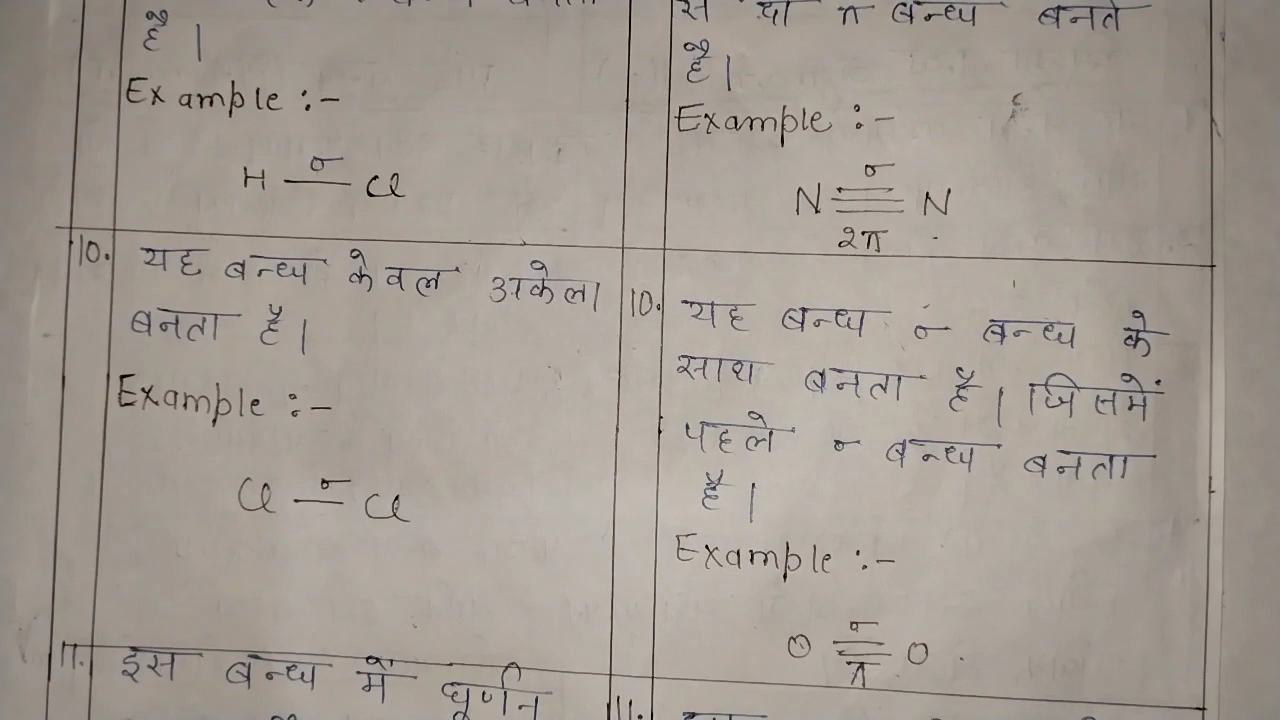 है।
Example :-
H σ Cl
10. यह बन्ध केवल अकेला
बनता है।
Example :-
Cl σ Cl
11. इस बन्ध में घूर्णन
से दो π बन्ध बनते
हैं।
Example :-
σ
N ≡ N
2π
10. यह बन्ध σ बन्ध के
साथ बनता है। जिसमें
पहले σ बन्ध बनता
है।
Example :-
σ
O = O
π
11.